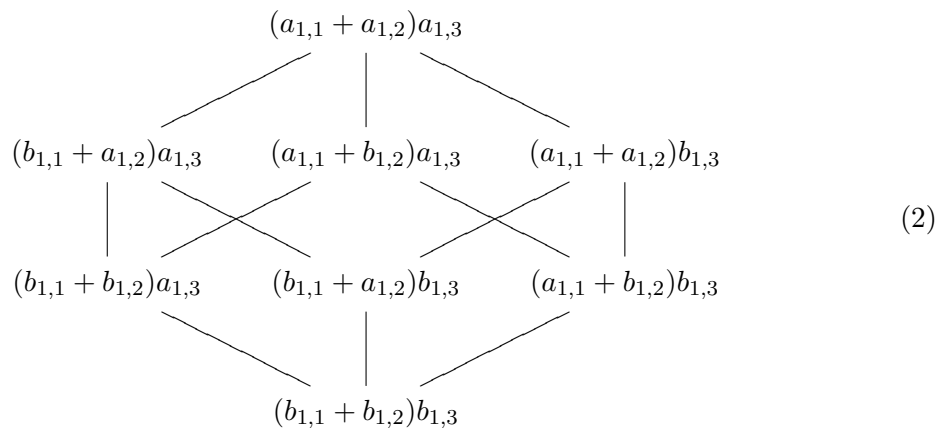 (a_{1,1} + a_{1,2})a_{1,3}
(b_{1,1} + a_{1,2})a_{1,3} (a_{1,1} + b_{1,2})a_{1,3} (a_{1,1} + a_{1,2})b_{1,3}
(2)
(b_{1,1} + b_{1,2})a_{1,3} (b_{1,1} + a_{1,2})b_{1,3} (a_{1,1} + b_{1,2})b_{1,3}
(b_{1,1} + b_{1,2})b_{1,3}